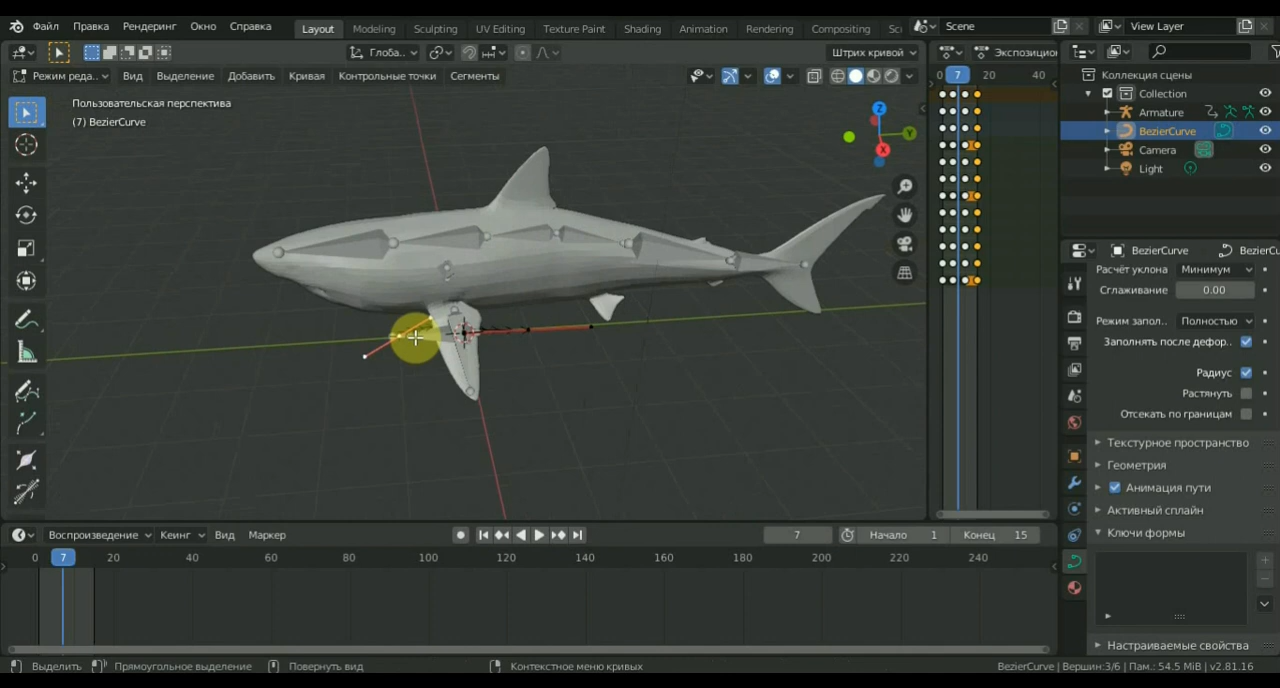 Файл Правка Рендеринг Окно Справка Layout Modeling Sculpting UV Editing Texture Paint Shading Animation Rendering Compositing Scene View Layer
Глоба.. Штрих кривой Экспозицион
Режим реда.. Вид Выделение Добавить Кривая Контрольные точки Сегменты 0 7 20 40
Коллекция сцены
Collection
Armature
BezierCurve
Camera
Light
Пользовательская перспектива
(7) BezierCurve
Z
Y
X
BezierCurve BezierCu
Расчёт уклона Минимум
Сглаживание 0.00
Режим запол.. Полностью
Заполнять после дефор..
Радиус
Растянуть
Отсекать по границам
Текстурное пространство
Геометрия
Анимация пути
Активный сплайн
Ключи формы
Настраиваемые свойства
Воспроизведение Кеинг Вид Маркер 7 Начало 1 Конец 15
0 7 20 40 60 80 100 120 140 160 180 200 220 240
Выделить Прямоугольное выделение Повернуть вид Контекстное меню кривых BezierCurve | Вершин:3/6 | Пам.: 54.5 MiB | v2.81.16